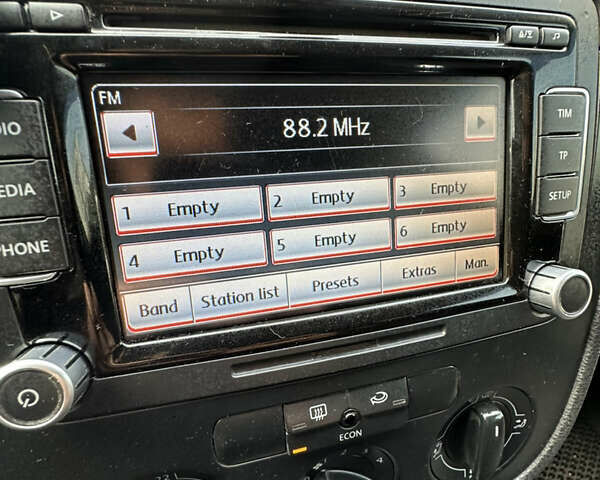 FM
88.2 MHz
1 Empty
2 Empty
3 Empty
4 Empty
5 Empty
6 Empty
Band
Station list
Presets
Extras
Man.
DIO
EDIA
PHONE
TIM
TP
SETUP
ECON
4